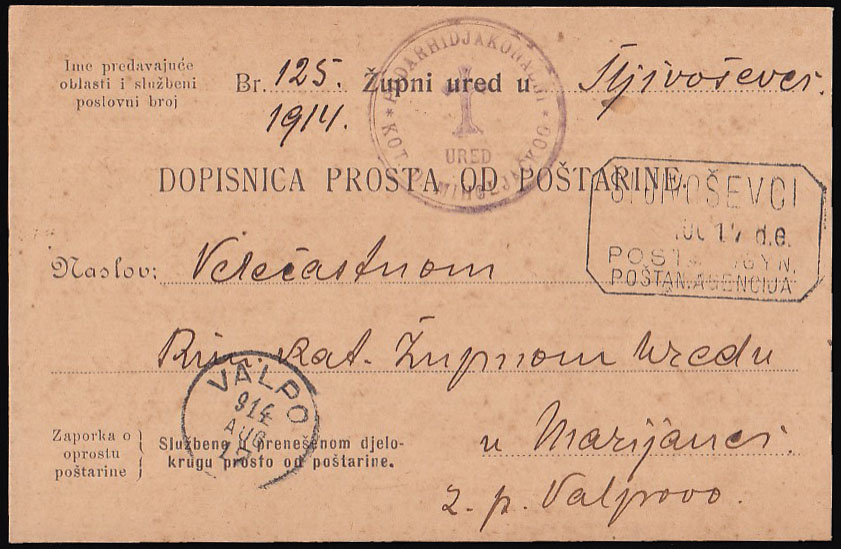 Ime predavajuće
oblasti i službeni
poslovni broj
Br. 125. Župni ured u Šljivoševci.
1914.
URED
DOPISNICA PROSTA OD POŠTARINE.
ŠLJIVOŠEVCI
d.e.
POŠTAN. AGENCIJA
Naslov: Velečastnom
Rim. kat. Župnom Uredu
VALPO
914
AUG
Zaporka o
oprostu
poštarine
Službeno u prenešenom djelo-
krugu prosto od poštarine.
u Marijanci.
z. p. Valpovo.